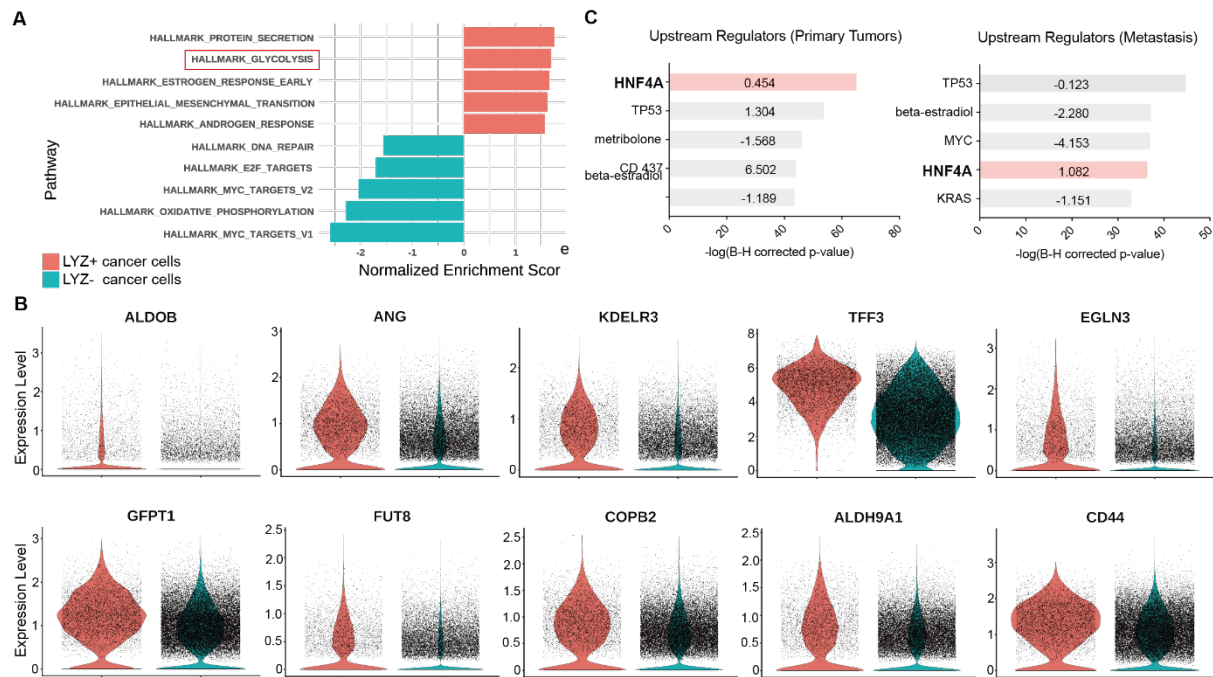 A
HALLMARK_PROTEIN_SECRETION
HALLMARK_GLYCOLYSIS
HALLMARK_ESTROGEN_RESPONSE_EARLY
HALLMARK_EPITHELIAL_MESENCHYMAL_TRANSITION
HALLMARK_ANDROGEN_RESPONSE
HALLMARK_DNA_REPAIR
HALLMARK_E2F_TARGETS
HALLMARK_MYC_TARGETS_V2
HALLMARK_OXIDATIVE_PHOSPHORYLATION
HALLMARK_MYC_TARGETS_V1
Pathway
-2 -1 0 1 e
Normalized Enrichment Scor
LYZ+ cancer cells
LYZ- cancer cells
C
Upstream Regulators (Primary Tumors)
HNF4A 0.454
TP53 1.304
metribolone -1.568
CD 437 6.502
beta-estradiol
-1.189
0 20 40 60 80
-log(B-H corrected p-value)
Upstream Regulators (Metastasis)
TP53 -0.123
beta-estradiol -2.280
MYC -4.153
HNF4A 1.082
KRAS -1.151
0 10 20 30 40 50
-log(B-H corrected p-value)
B
ALDOB
Expression Level
3
2
1
0
ANG
3
2
1
0
KDELR3
2
1
0
TFF3
8
6
4
2
0
EGLN3
3
2
1
0
GFPT1
Expression Level
3
2
1
0
FUT8
2.5
2.0
1.5
1.0
0.5
0
COPB2
2.5
2.0
1.5
1.0
0.5
0
ALDH9A1
2.5
2.0
1.5
1.0
0.5
0
CD44
4
3
2
1
0